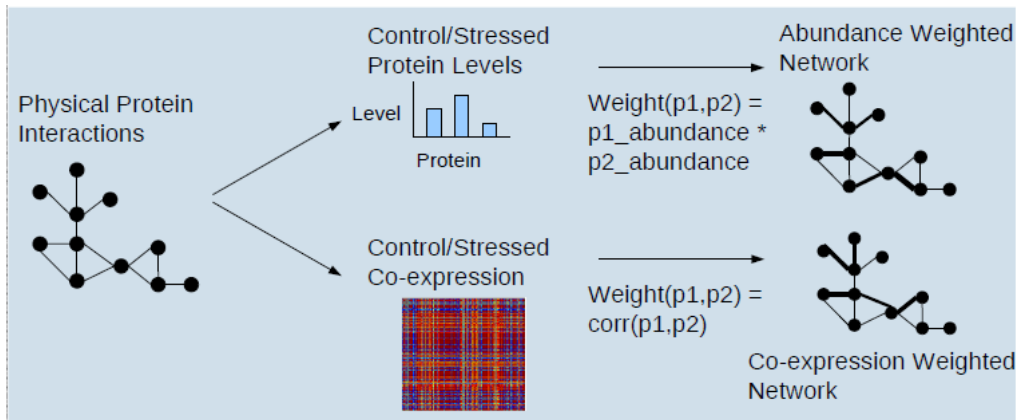 Physical Protein
Interactions
Control/Stressed
Protein Levels
Level
Protein
Weight(p1,p2) =
p1_abundance *
p2_abundance
Abundance Weighted
Network
Control/Stressed
Co-expression
Weight(p1,p2) =
corr(p1,p2)
Co-expression Weighted
Network